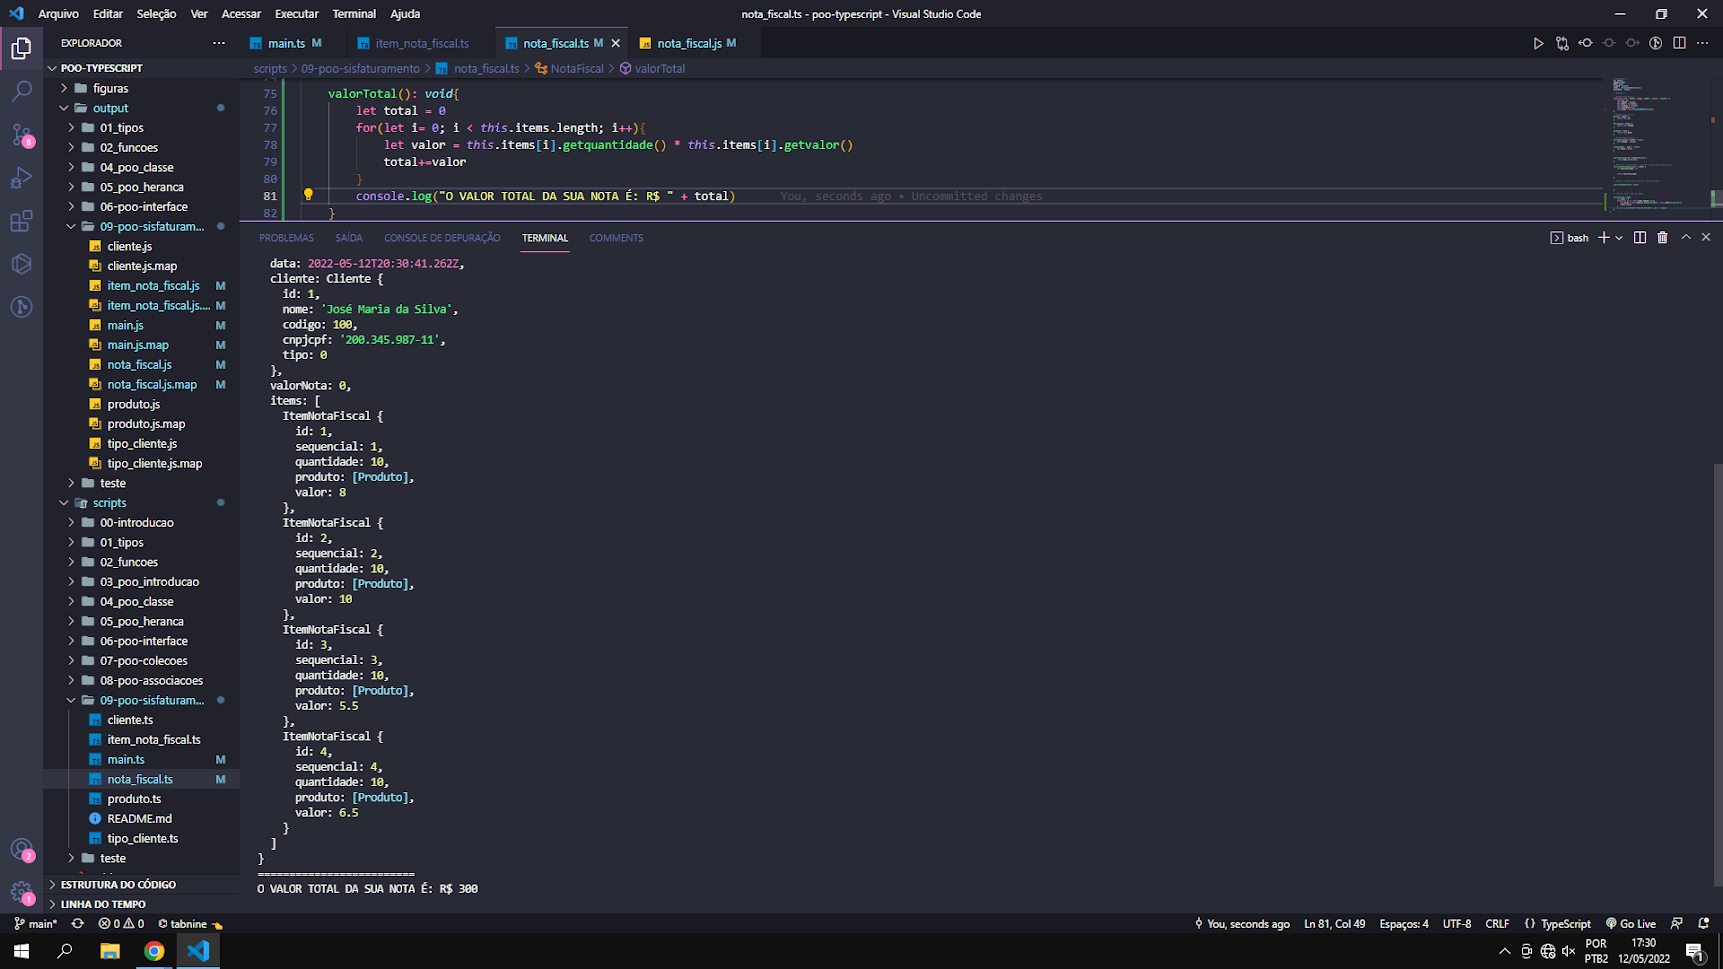 Arquivo Editar Seleção Ver Acessar Executar Terminal Ajuda
nota_fiscal.ts - poo-typescript - Visual Studio Code
EXPLORADOR
main.ts M
item_nota_fiscal.ts
nota_fiscal.ts M
nota_fiscal.js M
POO-TYPESCRIPT
scripts > 09-poo-sisfaturamento > nota_fiscal.ts > NotaFiscal > valorTotal
figuras
output
01_tipos
02_funcoes
04_poo_classe
05_poo_heranca
06-poo-interface
09-poo-sisfaturam...
cliente.js
cliente.js.map
item_nota_fiscal.js M
item_nota_fiscal.js.... M
main.js M
main.js.map M
nota_fiscal.js M
nota_fiscal.js.map M
produto.js
produto.js.map
tipo_cliente.js
tipo_cliente.js.map
teste
scripts
00-introducao
01_tipos
02_funcoes
03_poo_introducao
04_poo_classe
05_poo_heranca
06-poo-interface
07-poo-colecoes
08-poo-associacoes
09-poo-sisfaturam...
cliente.ts
item_nota_fiscal.ts
main.ts M
nota_fiscal.ts M
produto.ts
README.md
tipo_cliente.ts
teste
ESTRUTURA DO CÓDIGO
LINHA DO TEMPO
75 valorTotal(): void{
76 let total = 0
77 for(let i= 0; i < this.items.length; i++){
78 let valor = this.items[i].getquantidade() * this.items[i].getvalor()
79 total+=valor
80 }
81 console.log("O VALOR TOTAL DA SUA NOTA É: R$ " + total) You, seconds ago • Uncommitted changes
82 }
PROBLEMAS SAÍDA CONSOLE DE DEPURAÇÃO TERMINAL COMMENTS
bash
data: 2022-05-12T20:30:41.262Z,
cliente: Cliente {
id: 1,
nome: 'José Maria da Silva',
codigo: 100,
cnpjcpf: '200.345.987-11',
tipo: 0
},
valorNota: 0,
items: [
ItemNotaFiscal {
id: 1,
sequencial: 1,
quantidade: 10,
produto: [Produto],
valor: 8
},
ItemNotaFiscal {
id: 2,
sequencial: 2,
quantidade: 10,
produto: [Produto],
valor: 10
},
ItemNotaFiscal {
id: 3,
sequencial: 3,
quantidade: 10,
produto: [Produto],
valor: 5.5
},
ItemNotaFiscal {
id: 4,
sequencial: 4,
quantidade: 10,
produto: [Produto],
valor: 6.5
}
]
}
=========================
O VALOR TOTAL DA SUA NOTA É: R$ 300
8
2
1
main* 0 0 tabnine
You, seconds ago Ln 81, Col 49 Espaços: 4 UTF-8 CRLF {} TypeScript Go Live
POR
PTB2
17:30
12/05/2022
1